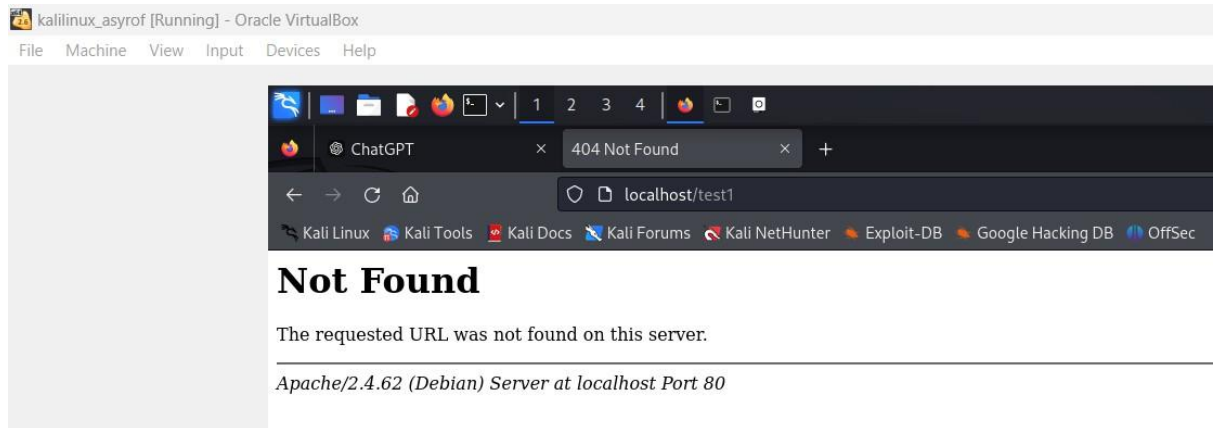 kalilinux_asyrof [Running] - Oracle VirtualBox
File Machine View Input Devices Help
1 2 3 4
ChatGPT 404 Not Found
localhost/test1
Kali Linux Kali Tools Kali Docs Kali Forums Kali NetHunter Exploit-DB Google Hacking DB OffSec
Not Found
The requested URL was not found on this server.
Apache/2.4.62 (Debian) Server at localhost Port 80